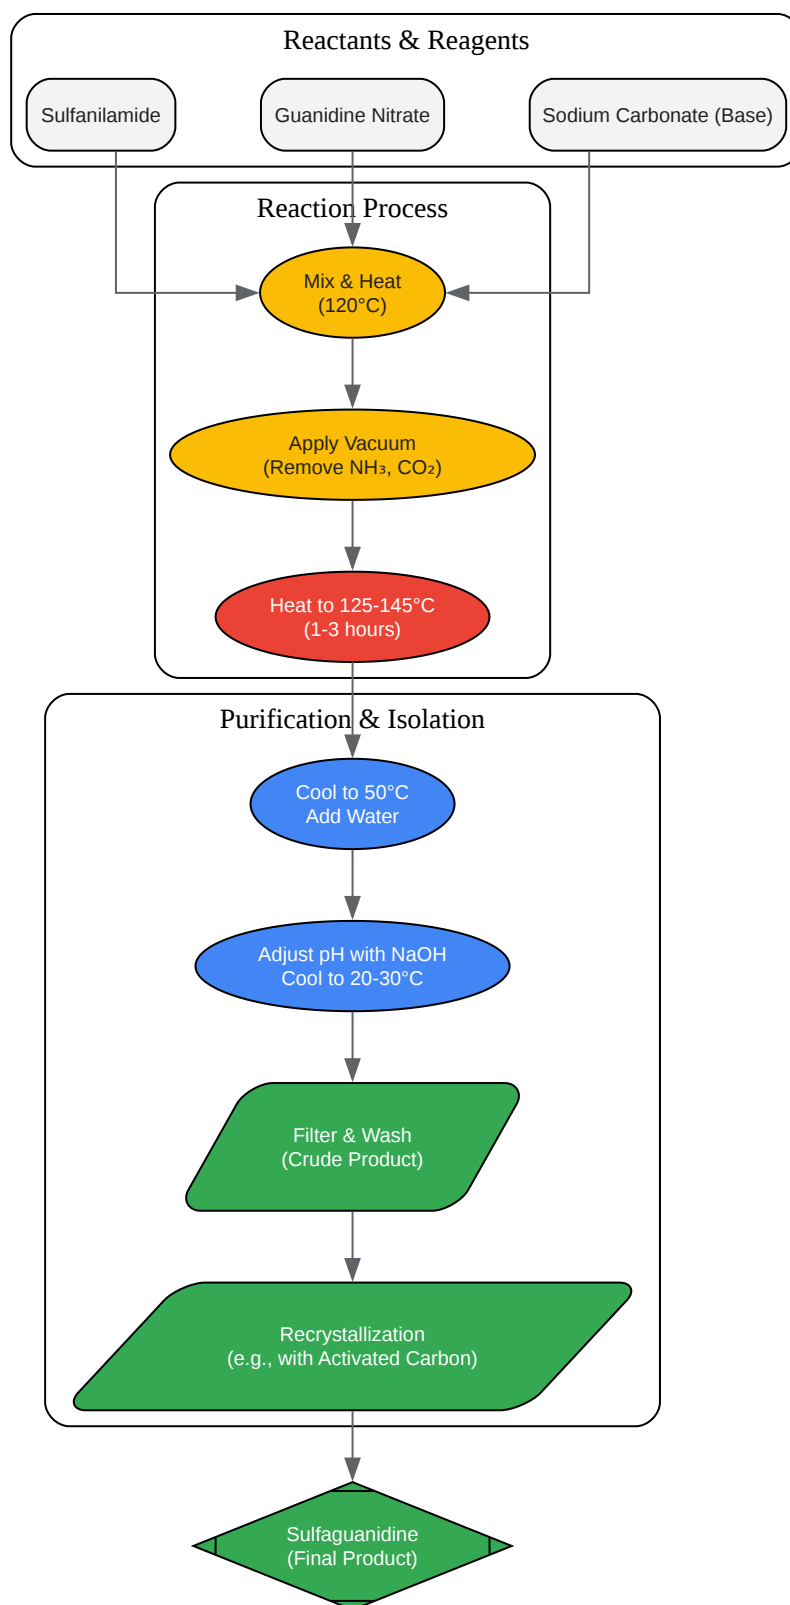 Reactants & Reagents
Sulfanilamide
Guanidine Nitrate
Sodium Carbonate (Base)
Reaction Process
Mix & Heat
(120°C)
Apply Vacuum
(Remove NH₃, CO₂)
Heat to 125-145°C
(1-3 hours)
Purification & Isolation
Cool to 50°C
Add Water
Adjust pH with NaOH
Cool to 20-30°C
Filter & Wash
(Crude Product)
Recrystallization
(e.g., with Activated Carbon)
Sulfaguanidine
(Final Product)